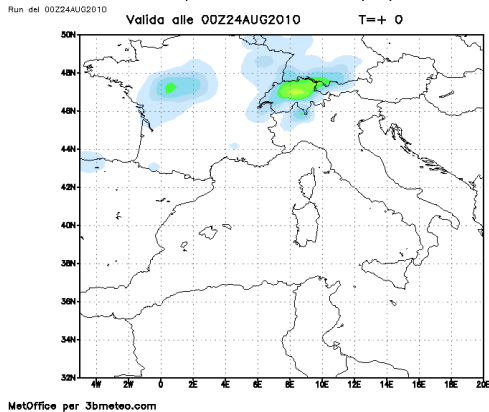 Run del 00Z24AUG2010
Valida alle 00Z24AUG2010 T=+ 0
50N
48N
46N
44N
42N
40N
38N
36N
34N
32N
4W 2W 0 2E 4E 6E 8E 10E 12E 14E 16E 18E 20E
MetOffice per 3bmeteo.com